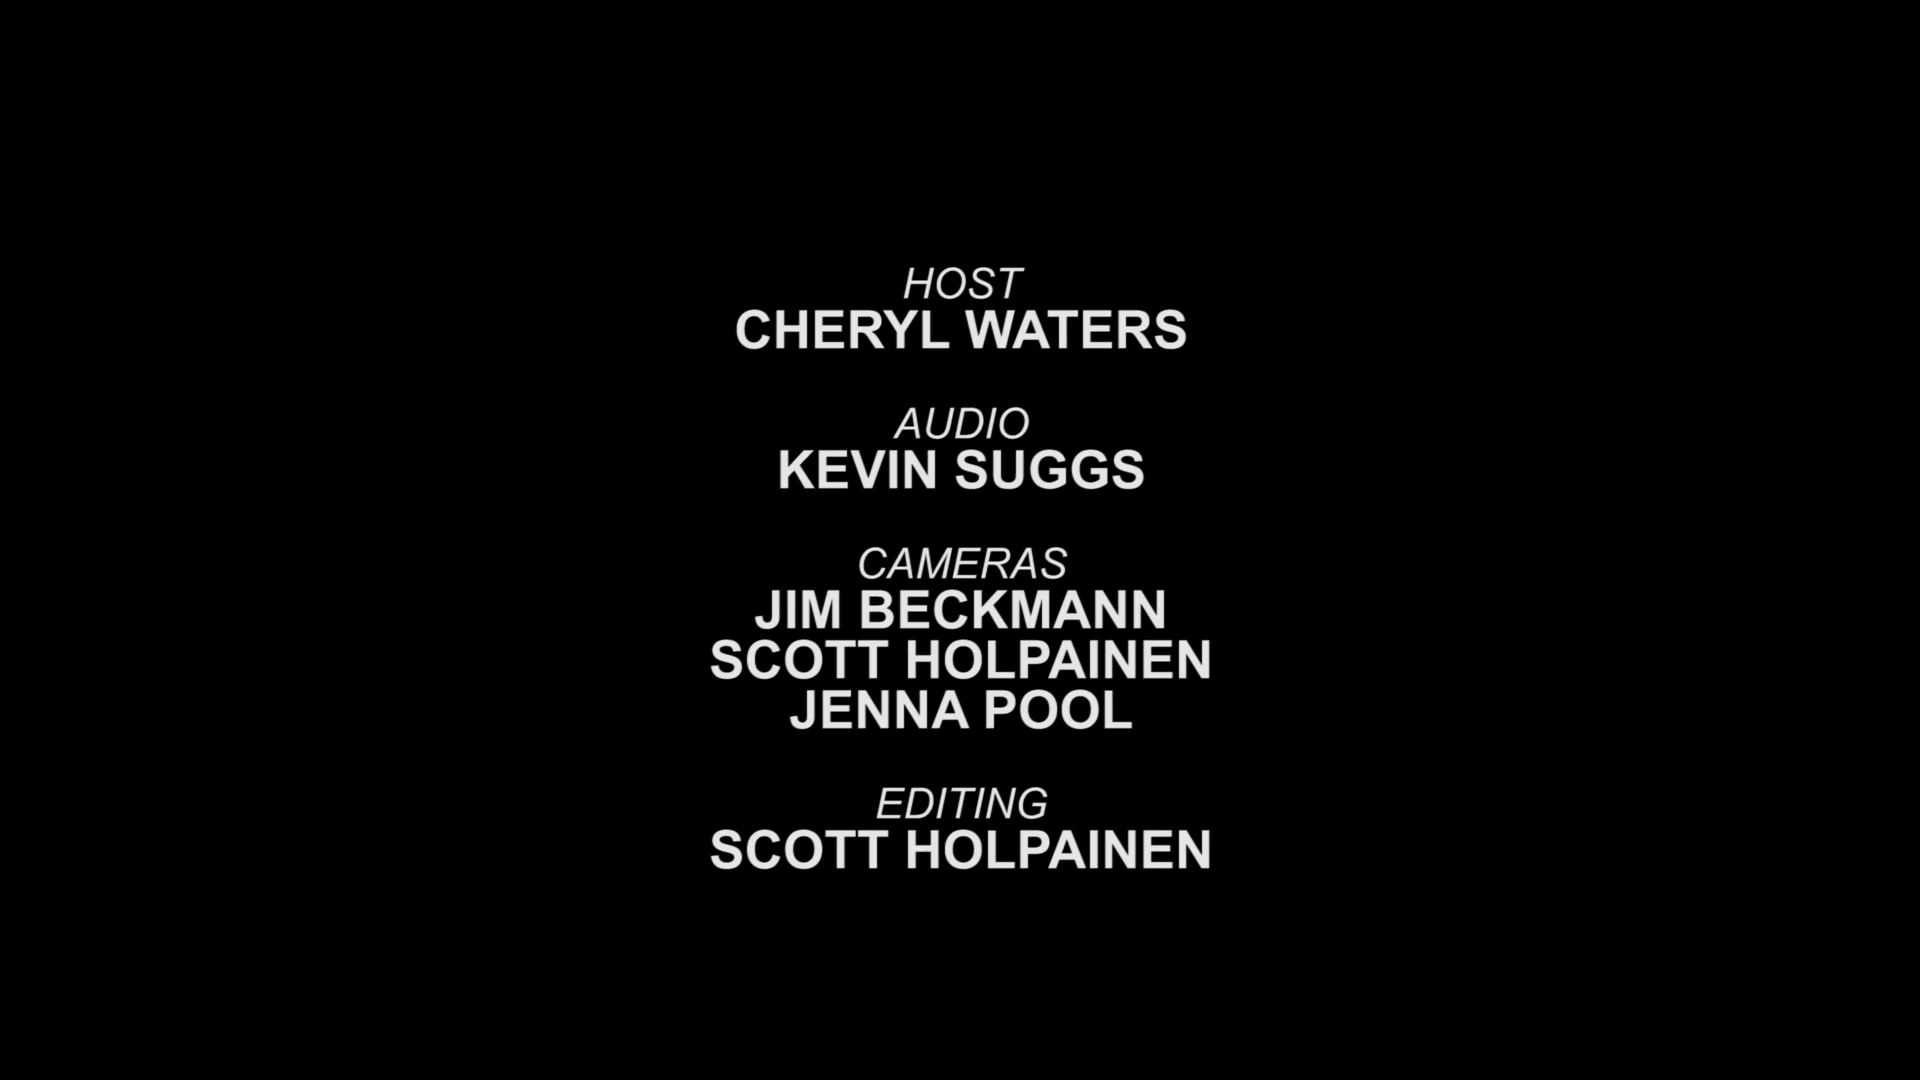 HOST
CHERYL WATERS
AUDIO
KEVIN SUGGS
CAMERAS
JIM BECKMANN
SCOTT HOLPAINEN
JENNA POOL
EDITING
SCOTT HOLPAINEN